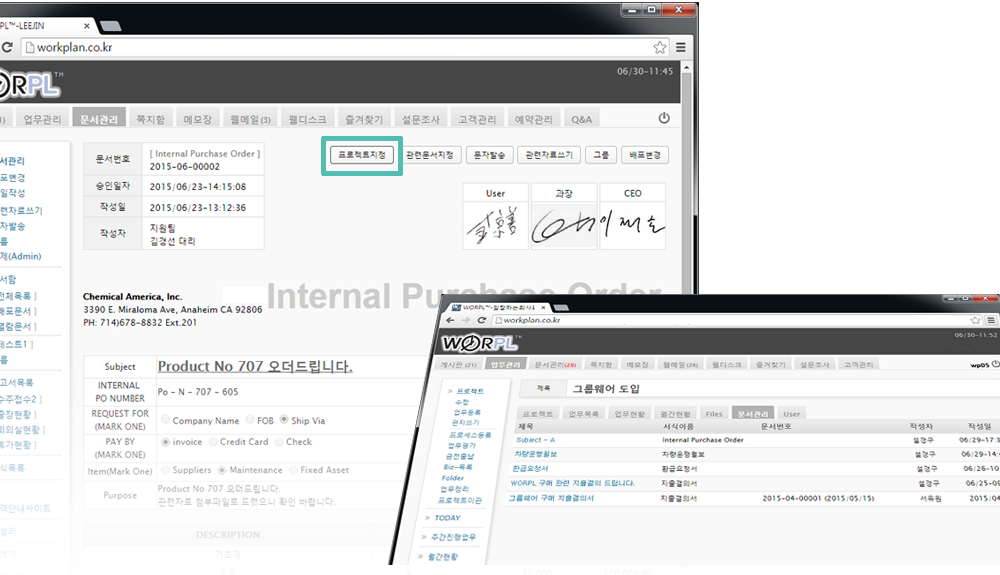 PL™-LEEJIN
workplan.co.kr
WORPL™
06/30-11:45
업무관리 문서관리 쪽지함 메모장 웹메일(3) 웹디스크 즐겨찾기 설문조사 고객관리 예약관리 Q&A
프로젝트지정 관련문서지정 문자발송 관련자료쓰기 그룹 배포변경
문서번호 [ Internal Purchase Order ]
2015-06-00002
승인일자 2015/06/23-14:15:08
작성일 2015/06/23-13:12:36
작성자 지원팀
김경선 대리
User 과장 CEO
서관리
포변경
일작성
련자료쓰기
자발송
룹
제(Admin)
서함
전체목록 ]
배포문서 ]
열람문서 ]
테스트1 ]
룹
고서목록
수주접수2 ]
출장현황 ]
회의실현황 ]
휴가현황 ]
식목록
Internal Purchase Order
Chemical America, Inc.
3390 E. Miraloma Ave, Anaheim CA 92806
PH: 714)678-8832 Ext.201
Subject Product No 707 오더드립니다.
INTERNAL
PO NUMBER Po - N - 707 - 605
REQUEST FOR
(MARK ONE) Company Name FOB Ship Via
PAY BY
(MARK ONE) invoice Credit Card Check
Item(Mark One) Suppliers Maintenance Fixed Asset
Purpose Product No 707 오더드립니다.
관련자료 첨부파일로 드렸으니 확인 바랍니다.
DESCRIPTION
기초자
workplan.co.kr
WORPL™
06/30-11:52
게시판 (21) 업무관리 문서관리(28) 쪽지함 메모장 웹메일(26) 웹디스크 즐겨찾기 설문조사 고객관리 wp05
» 프로젝트
수정
업무등록
편지쓰기
프로세스등록
업무평가
금전출납
Biz-목록
Folder
업무정리
프로젝트이관
» TODAY
» 주간진행업무
» 월간현황
제목 그룹웨어 도입
프로젝트 업무목록 업무현황 월간현황 Files 문서관리 User
제목 서식이름 문서번호 작성자 작성일
Subject - A Internal Purchase Order 설경구 06/29-17:
차량운행일보 차량운행일보 설경구 06/29-14:
환급요청서 환급요청서 설경구 06/26-10
WORPL 구매 관련 지출결의 드립니다. 지출결의서 설경구 06/25-09
그룹웨어 구매 지출결의서 지출결의서 2015-04-00001 (2015/05/15) 서유원 2015/04